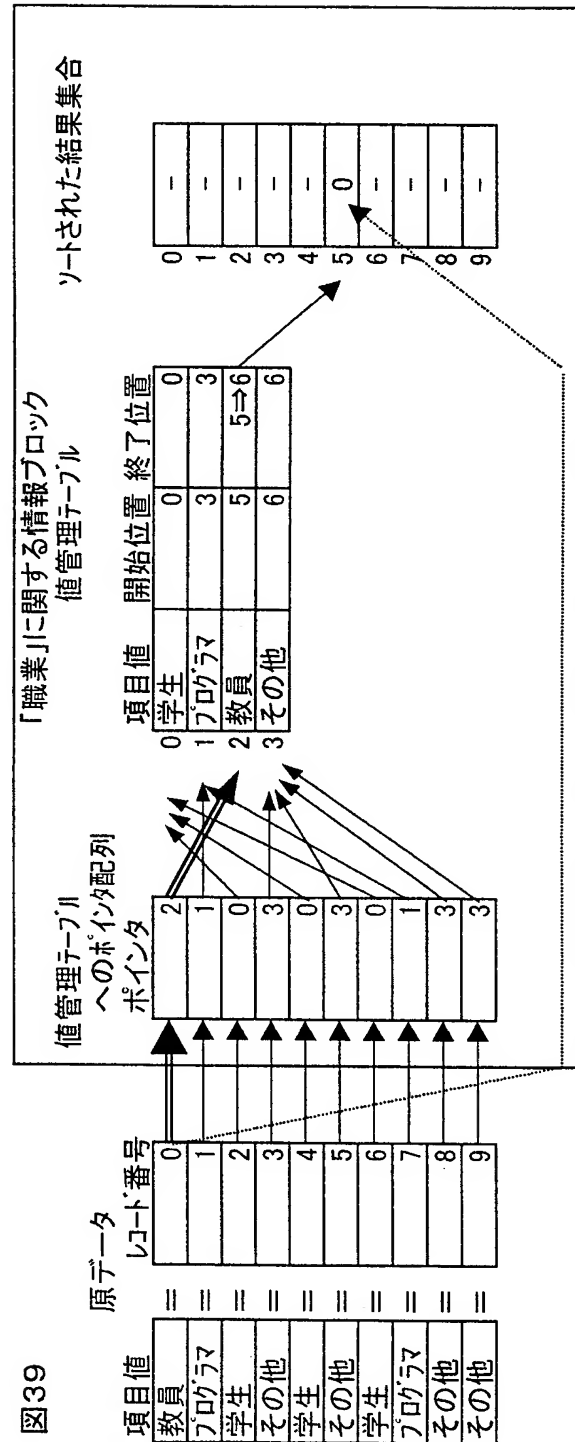 図39
「職業」に関する情報ブロック
原データ
値管理テーブル
へのポインタ配列
値管理テーブル
ソートされた結果集合
項目値 レコード番号 ポインタ
教員 = 0 2
プログラマ = 1 1
学生 = 2 0
その他 = 3 3
学生 = 4 0
その他 = 5 3
学生 = 6 0
プログラマ = 7 1
その他 = 8 3
その他 = 9 3
項目値 開始位置 終了位置
0 学生 0 0
1 プログラマ 3 3
2 教員 5 5⇒6
3 その他 6 6
0 －
1 －
2 －
3 －
4 －
5 0
6 －
7 －
8 －
9 －